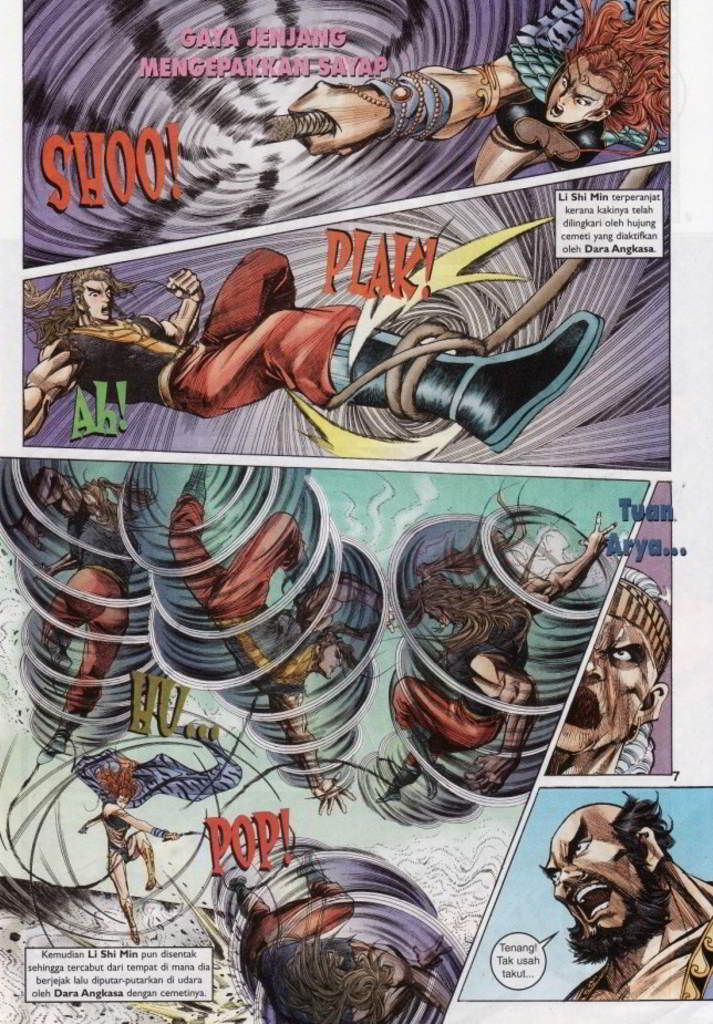 GAYA JENJANG
MENGEPAKKAN SAYAP
SHOO!
Li Shi Min terperanjat
kerana kakinya telah
dilingkari oleh hujung
cemeti yang diaktifkan
oleh Dara Angkasa.
PLAK!
Ah!
Tuan
Arya...
HU...
7
POP!
Kemudian Li Shi Min pun disentak
sehingga tercabut dari tempat di mana dia
berjejak lalu diputar-putarkan di udara
oleh Dara Angkasa dengan cemetinya.
Tenang!
Tak usah
takut...